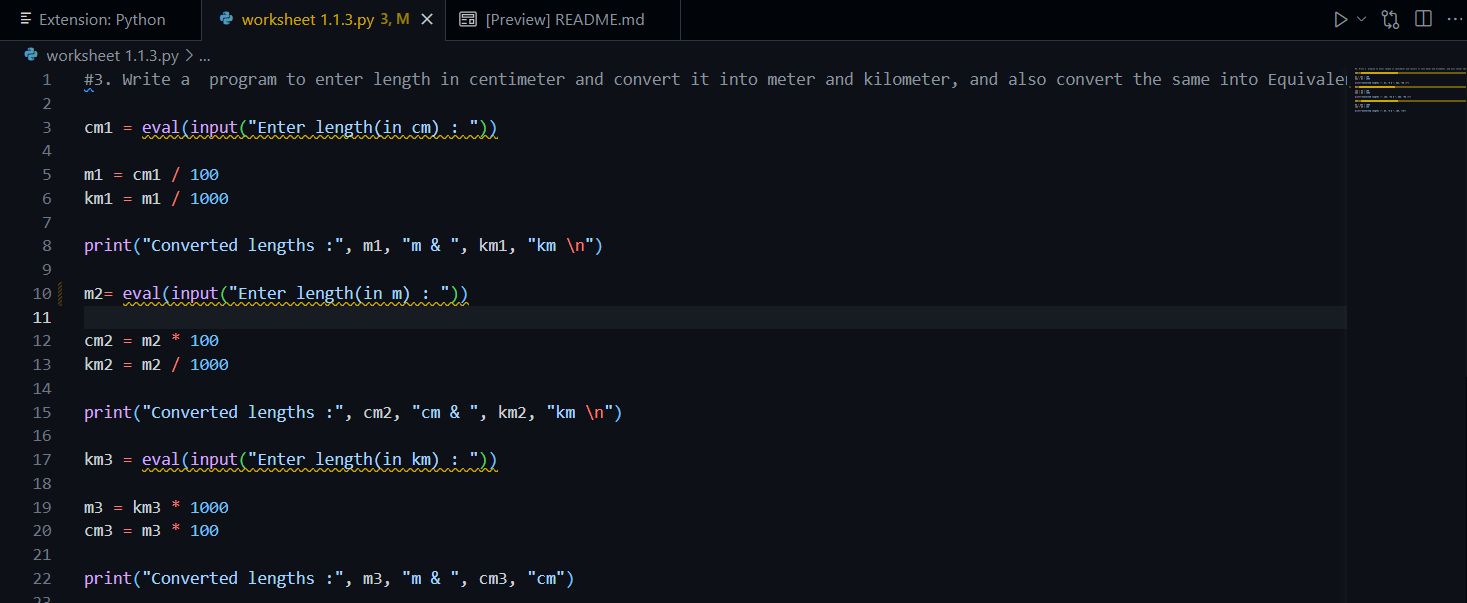 Extension: Python worksheet 1.1.3.py 3, M [Preview] README.md
worksheet 1.1.3.py > ...
1 #3. Write a  program to enter length in centimeter and convert it into meter and kilometer, and also convert the same into
2
3 cm1 = eval(input("Enter length(in cm) : "))
4
5 m1 = cm1 / 100
6 km1 = m1 / 1000
7
8 print("Converted lengths :", m1, "m & ", km1, "km \n")
9
10 m2= eval(input("Enter length(in m) : "))
11
12 cm2 = m2 * 100
13 km2 = m2 / 1000
14
15 print("Converted lengths :", cm2, "cm & ", km2, "km \n")
16
17 km3 = eval(input("Enter length(in km) : "))
18
19 m3 = km3 * 1000
20 cm3 = m3 * 100
21
22 print("Converted lengths :", m3, "m & ", cm3, "cm")
23